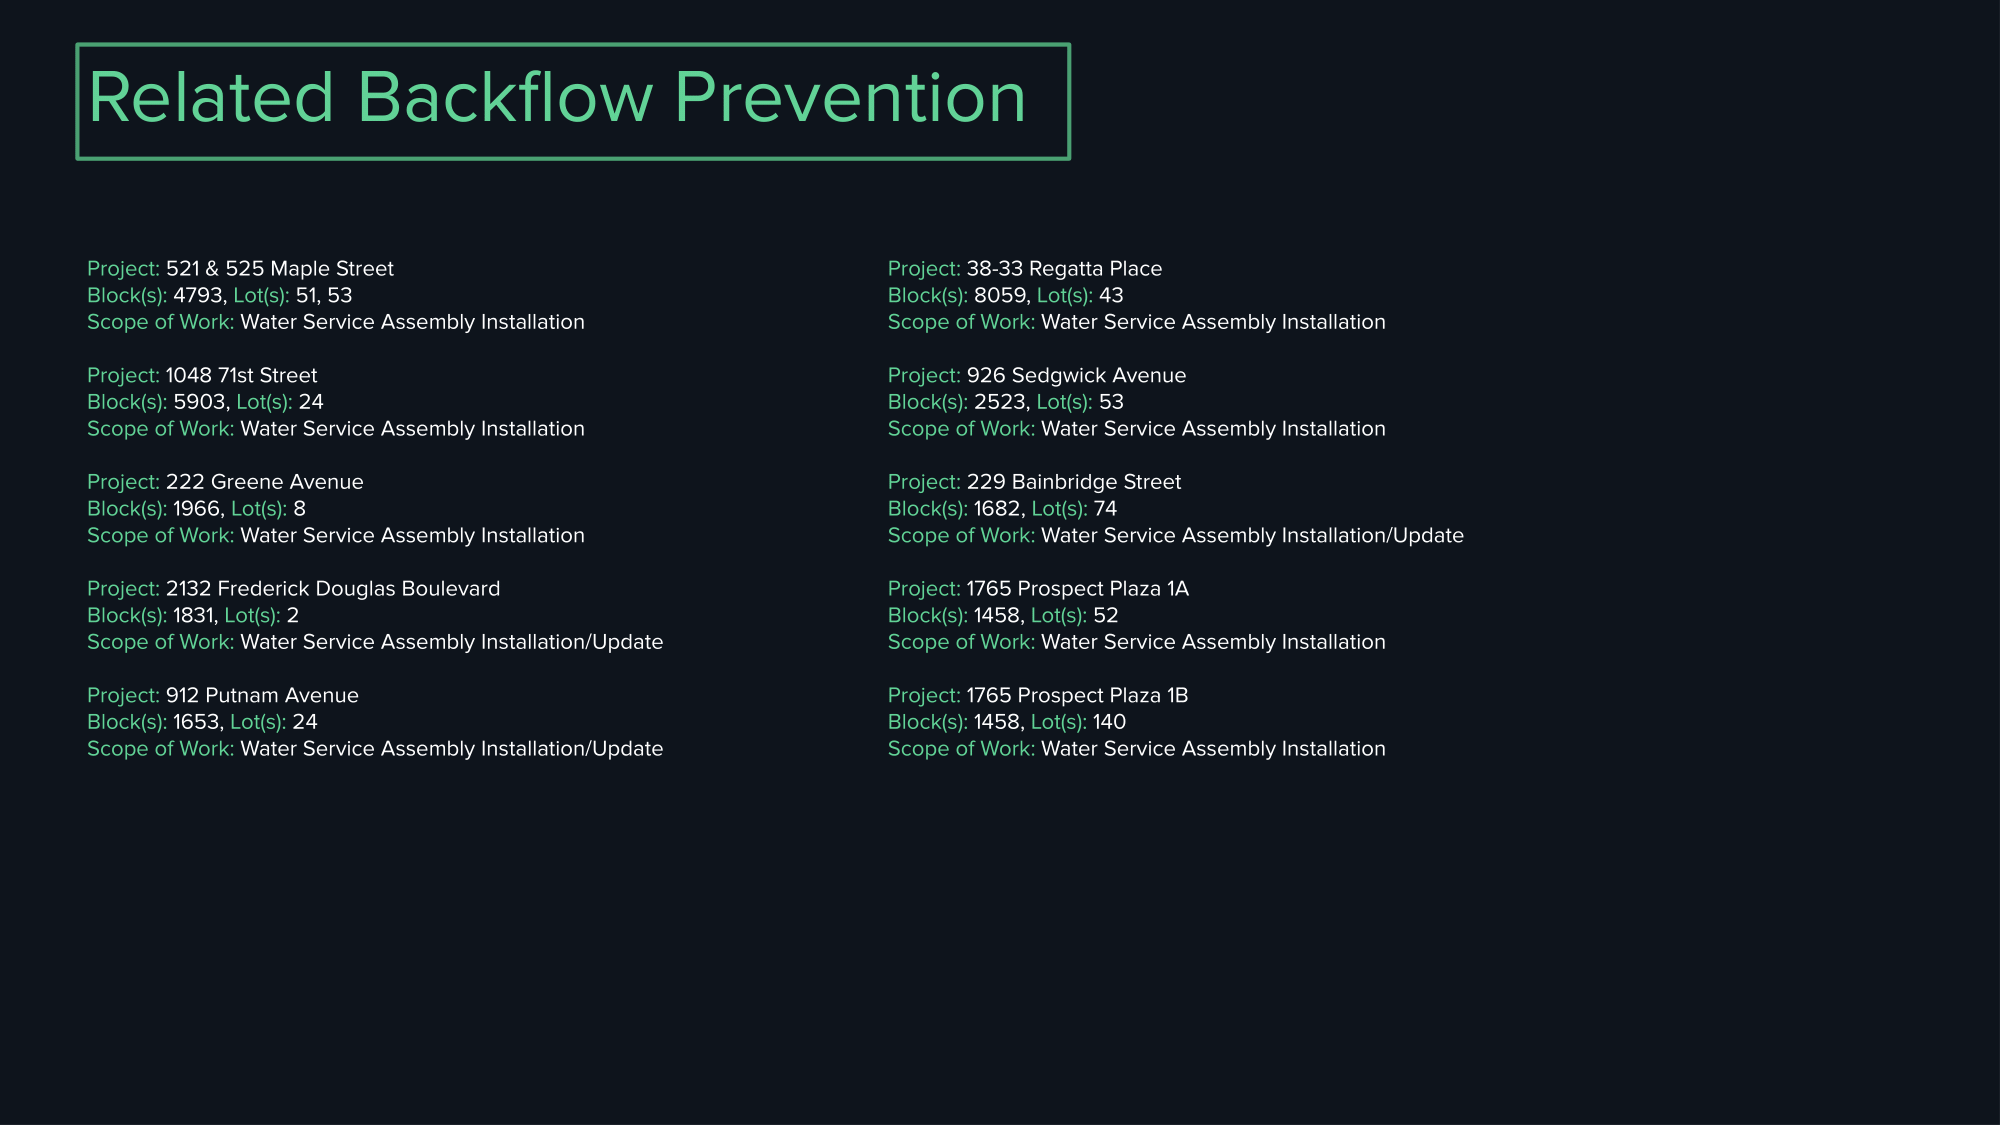 Related Backflow Prevention
Project: 521 & 525 Maple Street
Block(s): 4793, Lot(s): 51, 53
Scope of Work: Water Service Assembly Installation
Project: 1048 71st Street
Block(s): 5903, Lot(s): 24
Scope of Work: Water Service Assembly Installation
Project: 222 Greene Avenue
Block(s): 1966, Lot(s): 8
Scope of Work: Water Service Assembly Installation
Project: 2132 Frederick Douglas Boulevard
Block(s): 1831, Lot(s): 2
Scope of Work: Water Service Assembly Installation/Update
Project: 912 Putnam Avenue
Block(s): 1653, Lot(s): 24
Scope of Work: Water Service Assembly Installation/Update
Project: 38-33 Regatta Place
Block(s): 8059, Lot(s): 43
Scope of Work: Water Service Assembly Installation
Project: 926 Sedgwick Avenue
Block(s): 2523, Lot(s): 53
Scope of Work: Water Service Assembly Installation
Project: 229 Bainbridge Street
Block(s): 1682, Lot(s): 74
Scope of Work: Water Service Assembly Installation/Update
Project: 1765 Prospect Plaza 1A
Block(s): 1458, Lot(s): 52
Scope of Work: Water Service Assembly Installation
Project: 1765 Prospect Plaza 1B
Block(s): 1458, Lot(s): 140
Scope of Work: Water Service Assembly Installation